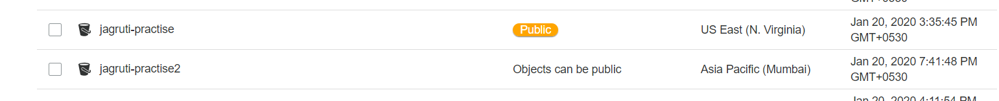 jagruti-practise
Public
US East (N. Virginia)
Jan 20, 2020 3:35:45 PM
GMT+0530
jagruti-practise2
Objects can be public
Asia Pacific (Mumbai)
Jan 20, 2020 7:41:48 PM
GMT+0530
Jan 20, 2020 4:11:54 PM